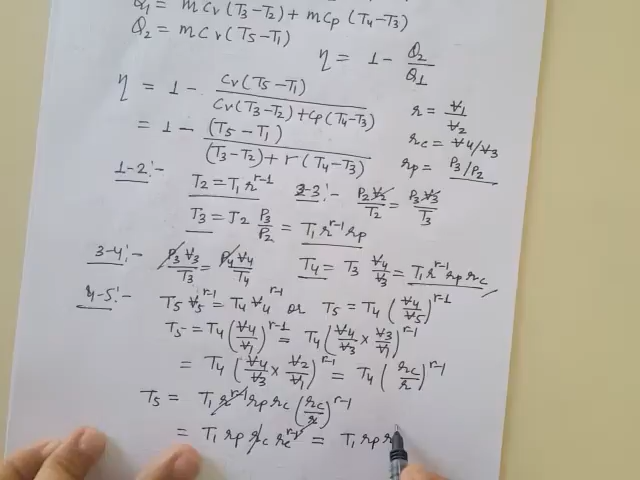 Q1 = m Cv (T3-T2) + m Cp (T4-T3)
Q2 = m Cv (T5-T1)
η = 1 - Q2/Q1
η = 1 - Cv(T5-T1) / Cv(T3-T2)+Cp(T4-T3)
r = V1/V2
= 1 - (T5-T1) / (T3-T2) + r (T4-T3)
rc = V4/V3
rp = P3/P2
1-2:- T2 = T1 r^r-1 2-3:- P2V2/T2 = P3V3/T3
T3 = T2 P3/P2 = T1 r^r-1 rp
3-4:- P3V3/T3 = P4V4/T4 T4 = T3 V4/V3 = T1 r^r-1 rp rc
4-5:- T5 V5^r-1 = T4 V4^r-1 or T5 = T4 (V4/V5)^r-1
T5 = T4 (V4/V1)^r-1 = T4 (V4/V3 × V3/V1)^r-1
= T4 (V4/V3 × V2/V1)^r-1 = T4 (rc/r)^r-1
T5 = T1 r^r-1 rp rc (rc/r)^r-1
= T1 rp rc rc^r-1 = T1 rp r